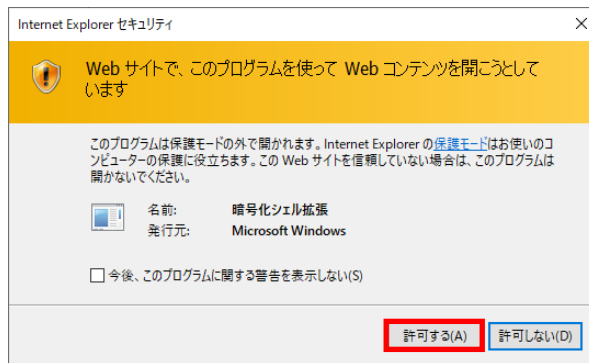 Internet Explorer セキュリティ
Web サイトで、このプログラムを使って Web コンテンツを開こうとして
います
このプログラムは保護モードの外で開かれます。Internet Explorer の保護モードはお使いのコ
ンピューターの保護に役立ちます。この Web サイトを信頼していない場合は、このプログラムは
開かないでください。
名前: 暗号化シェル拡張
発行元: Microsoft Windows
今後、このプログラムに関する警告を表示しない(S)
許可する(A) 許可しない(D)